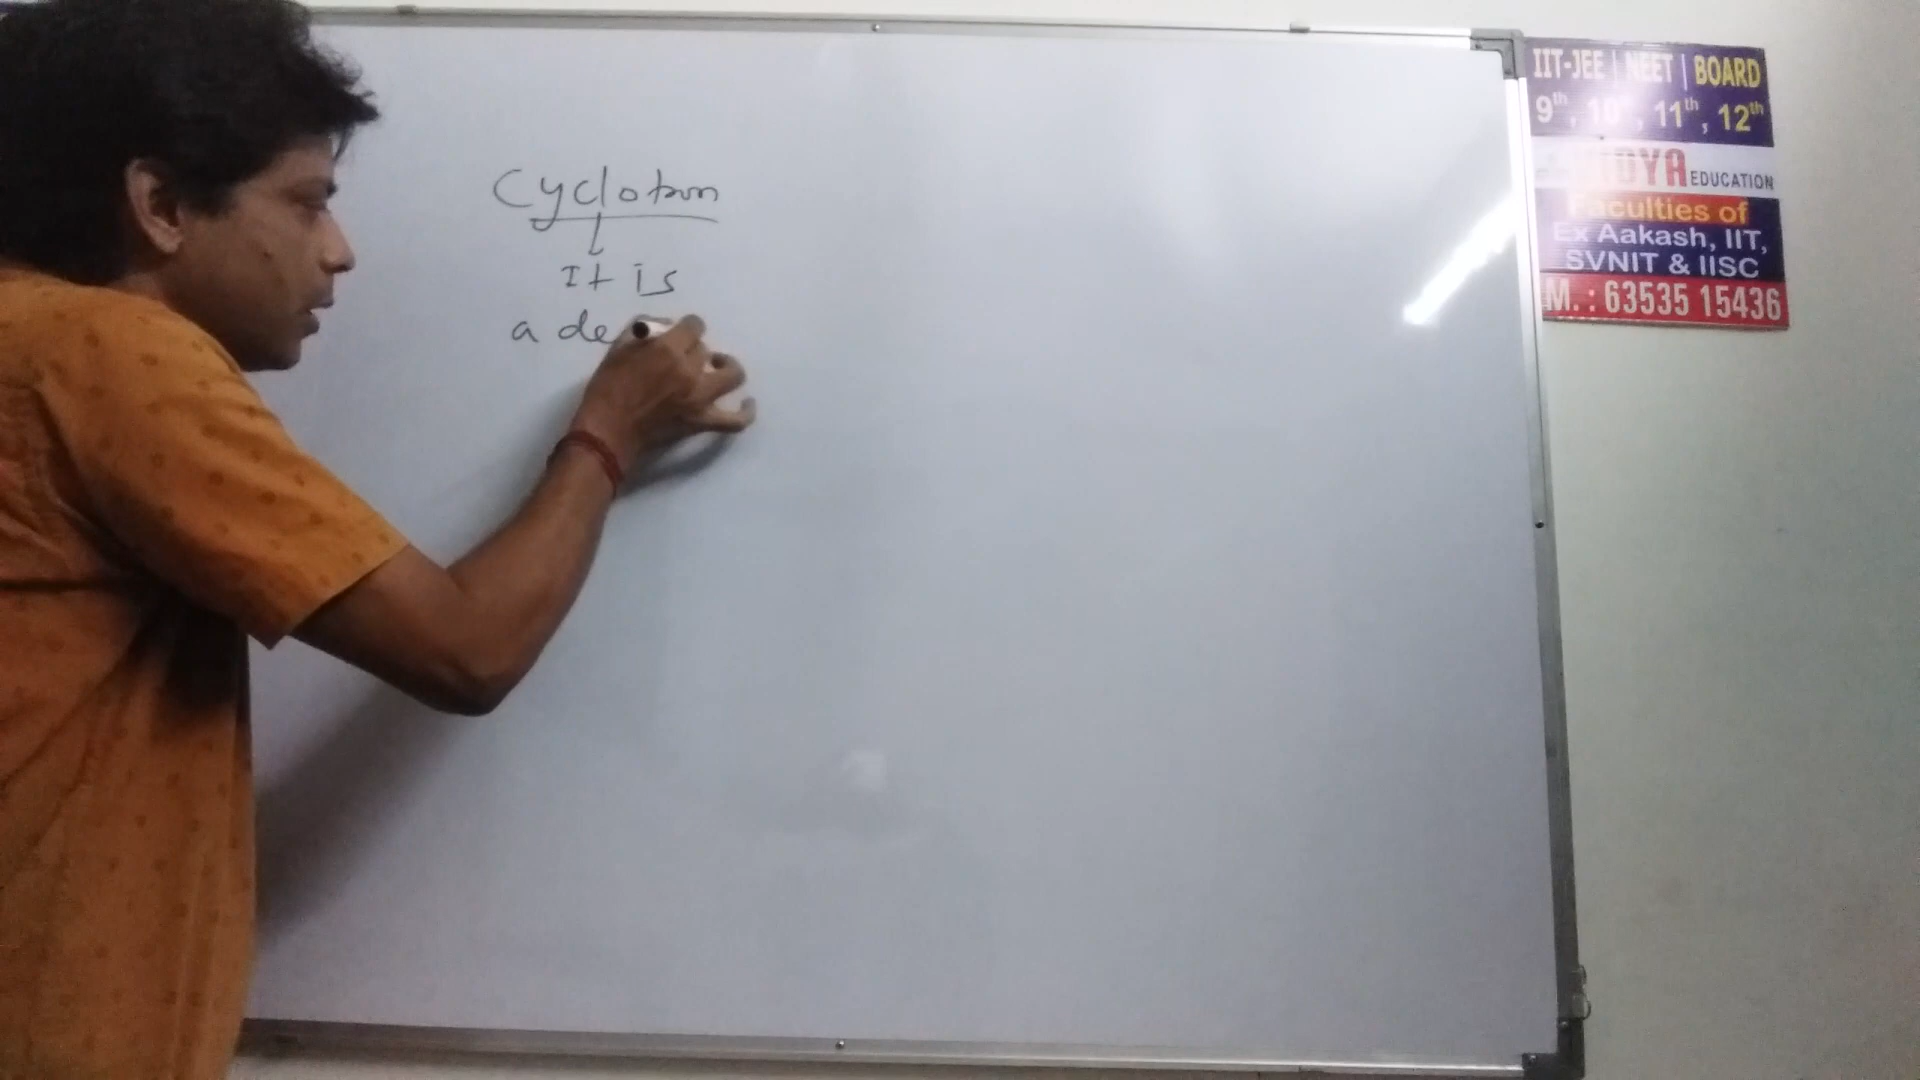 Cyclotron
It is
a de
IIT-JEE | NEET | BOARD
9th, 10th, 11th, 12th
VIDYA EDUCATION
Faculties of
Ex Aakash, IIT,
SVNIT & IISC
M. : 63535 15436